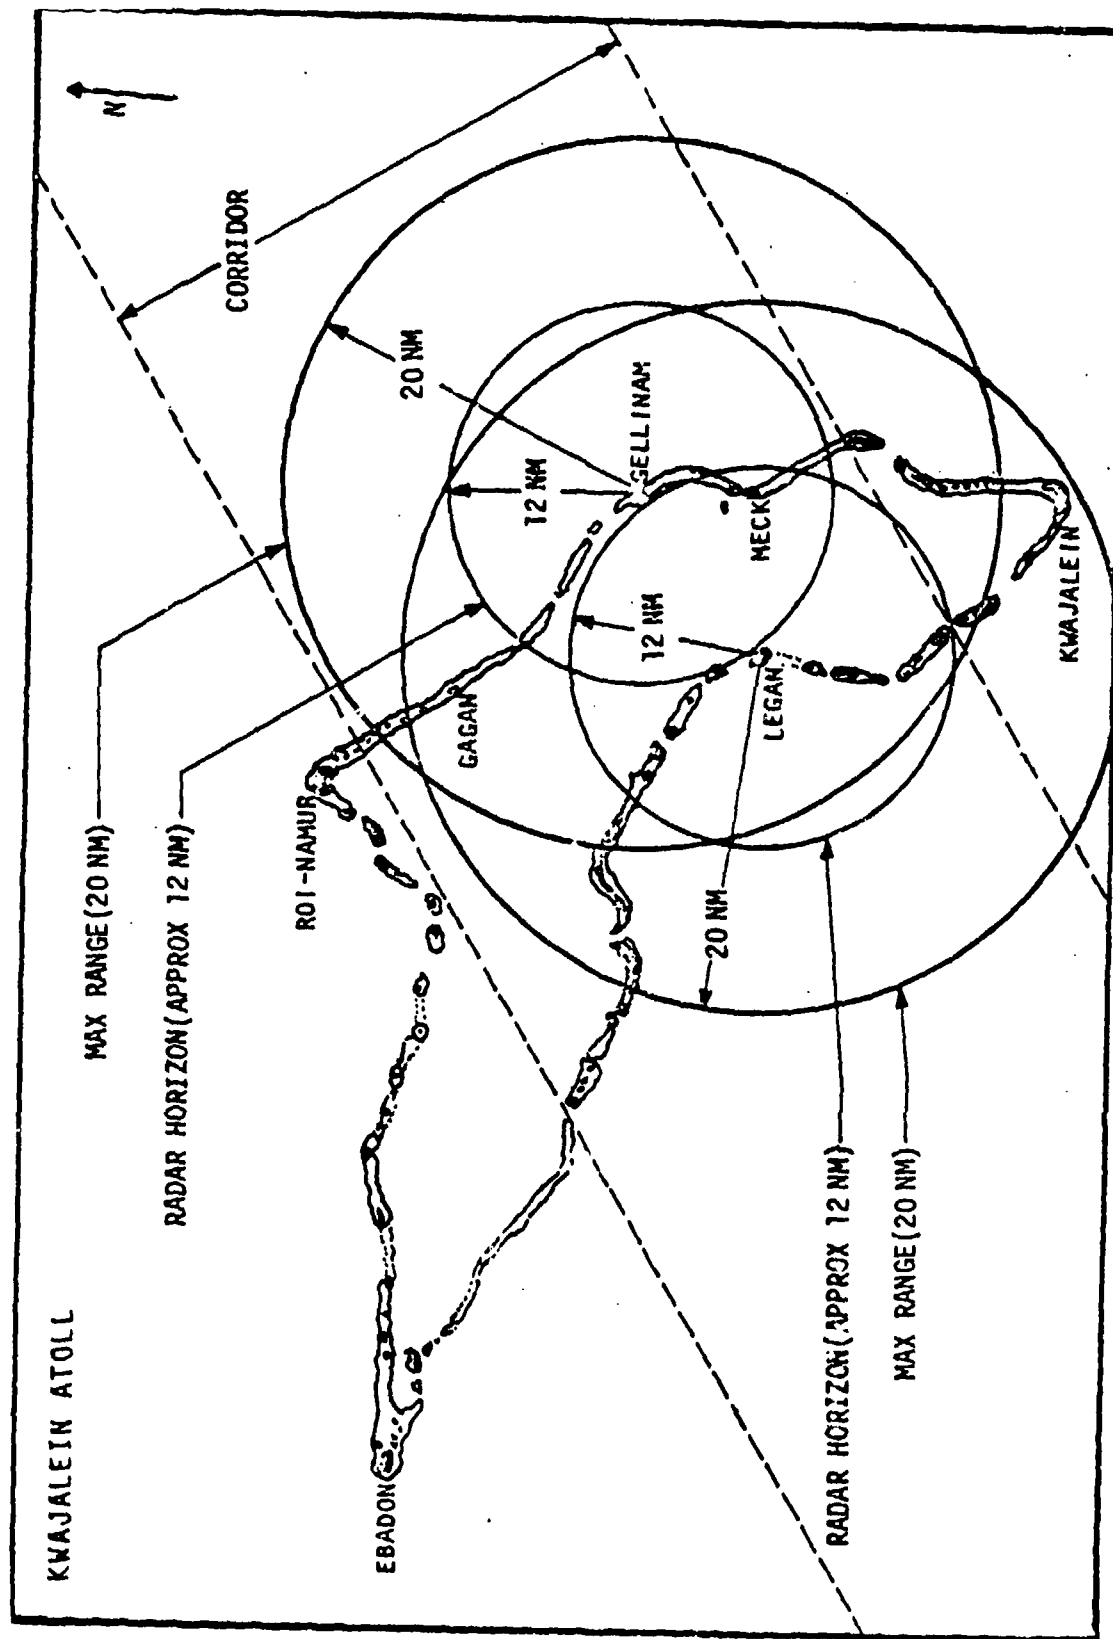 KWAJALEIN ATOLL
N
CORRIDOR
MAX RANGE(20 NM)
RADAR HORIZON(APPROX 12 NM)
20 NM
12 NM
GELLINAM
ROI-NAMUR
GAGAN
12 NM
MECK
EBADON
LEGAN
20 NM
KWAJALEIN
RADAR HORIZON(APPROX 12 NM)
MAX RANGE(20 NM)